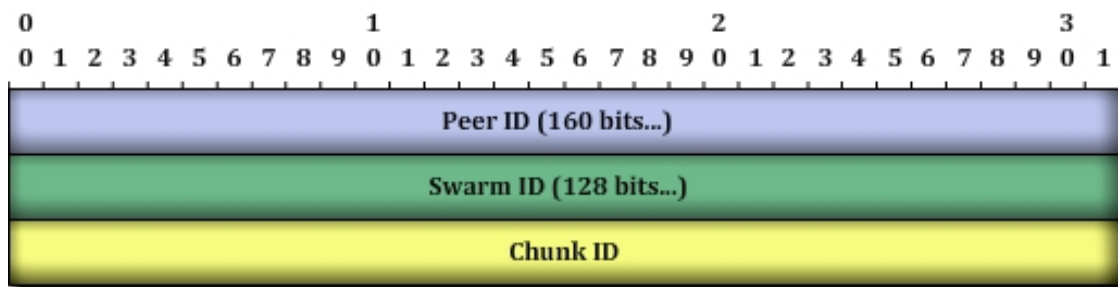 0 1 2 3
0 1 2 3 4 5 6 7 8 9 0 1 2 3 4 5 6 7 8 9 0 1 2 3 4 5 6 7 8 9 0 1
Peer ID (160 bits...)
Swarm ID (128 bits...)
Chunk ID